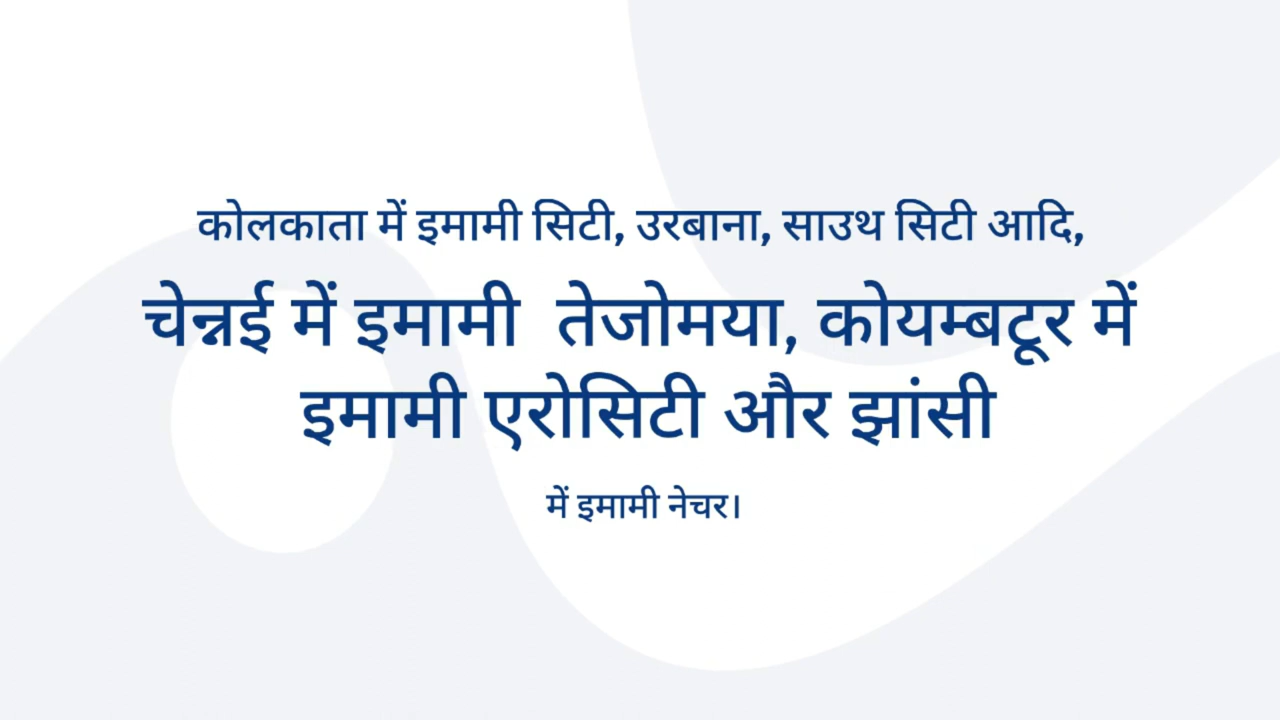 कोलकाता में इमामी सिटी, उरबाना, साउथ सिटी आदि,
चेन्नई में इमामी तेजोमया, कोयम्बटूर में
इमामी एरोसिटी और झांसी
में इमामी नेचर।